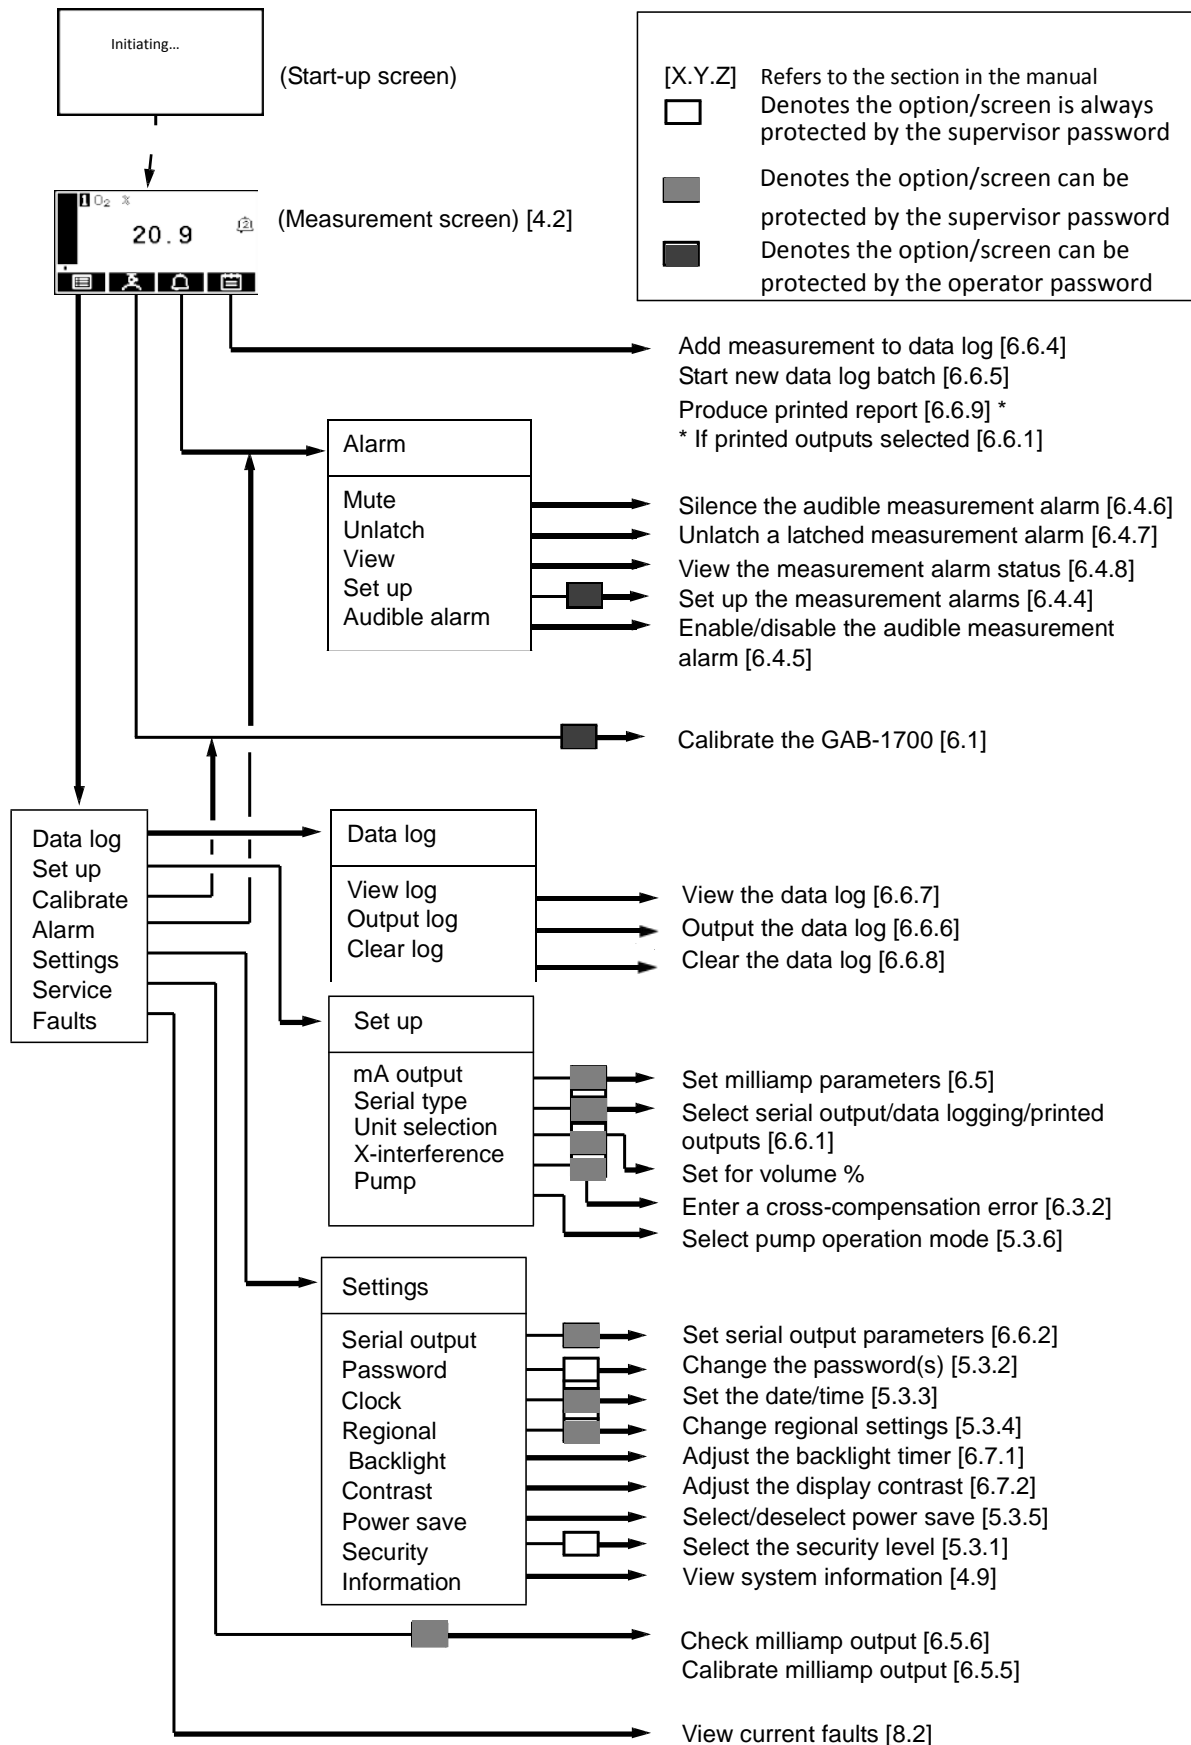 Initiating...
(Start-up screen)
[X.Y.Z] Refers to the section in the manual
Denotes the option/screen is always
protected by the supervisor password
Denotes the option/screen can be
protected by the supervisor password
Denotes the option/screen can be
protected by the operator password
1 O2 %
20.9
2
(Measurement screen) [4.2]
Add measurement to data log [6.6.4]
Start new data log batch [6.6.5]
Produce printed report [6.6.9] *
* If printed outputs selected [6.6.1]
Alarm
Mute
Unlatch
View
Set up
Audible alarm
Silence the audible measurement alarm [6.4.6]
Unlatch a latched measurement alarm [6.4.7]
View the measurement alarm status [6.4.8]
Set up the measurement alarms [6.4.4]
Enable/disable the audible measurement
alarm [6.4.5]
Calibrate the GAB-1700 [6.1]
Data log
Set up
Calibrate
Alarm
Settings
Service
Faults
Data log
View log
Output log
Clear log
View the data log [6.6.7]
Output the data log [6.6.6]
Clear the data log [6.6.8]
Set up
mA output
Serial type
Unit selection
X-interference
Pump
Set milliamp parameters [6.5]
Select serial output/data logging/printed
outputs [6.6.1]
Set for volume %
Enter a cross-compensation error [6.3.2]
Select pump operation mode [5.3.6]
Settings
Serial output
Password
Clock
Regional
Backlight
Contrast
Power save
Security
Information
Set serial output parameters [6.6.2]
Change the password(s) [5.3.2]
Set the date/time [5.3.3]
Change regional settings [5.3.4]
Adjust the backlight timer [6.7.1]
Adjust the display contrast [6.7.2]
Select/deselect power save [5.3.5]
Select the security level [5.3.1]
View system information [4.9]
Check milliamp output [6.5.6]
Calibrate milliamp output [6.5.5]
View current faults [8.2]